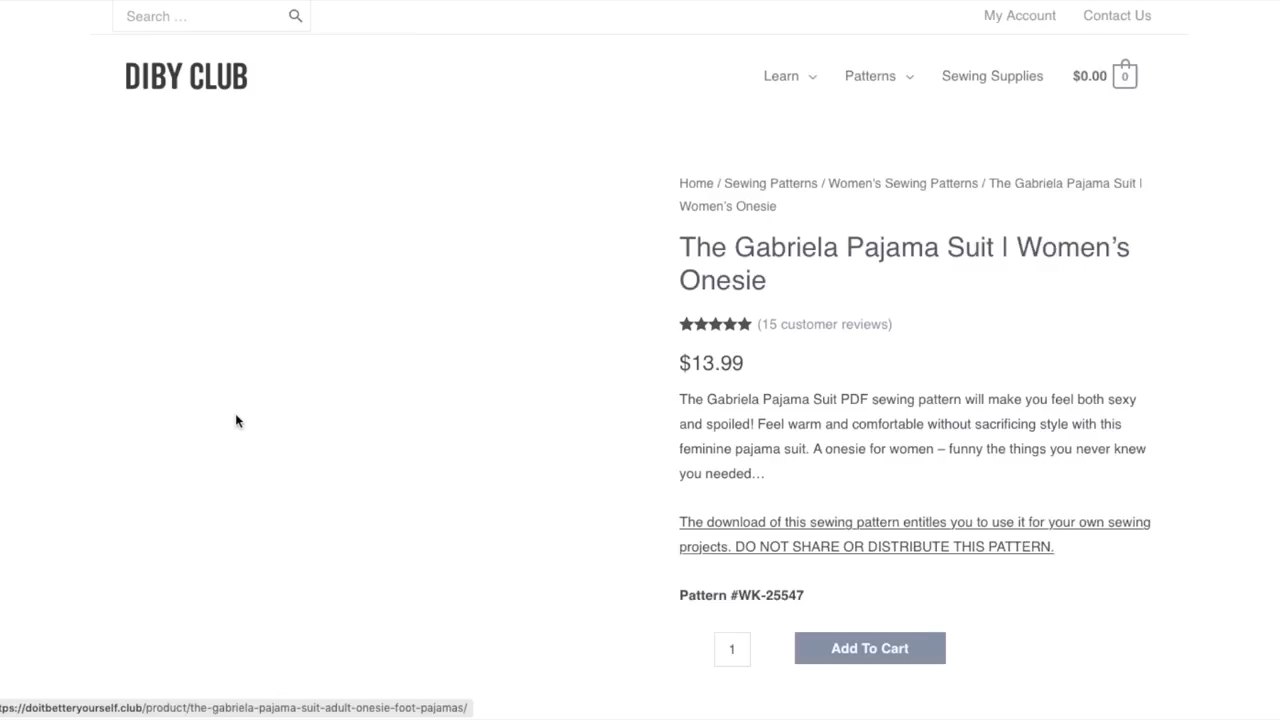 Search ...
My Account Contact Us
DIBY CLUB
Learn Patterns Sewing Supplies $0.00 0
Home / Sewing Patterns / Women's Sewing Patterns / The Gabriela Pajama Suit |
Women's Onesie
The Gabriela Pajama Suit | Women's
Onesie
(15 customer reviews)
$13.99
The Gabriela Pajama Suit PDF sewing pattern will make you feel both sexy
and spoiled! Feel warm and comfortable without sacrificing style with this
feminine pajama suit. A onesie for women – funny the things you never knew
you needed…
The download of this sewing pattern entitles you to use it for your own sewing
projects. DO NOT SHARE OR DISTRIBUTE THIS PATTERN.
Pattern #WK-25547
1 Add To Cart
tps://doitbetteryourself.club/product/the-gabriela-pajama-suit-adult-onesie-foot-pajamas/